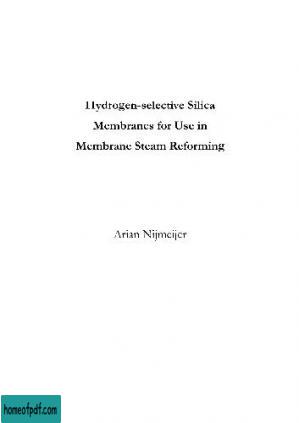 Hydrogen-selective Silica
Membranes for Use in
Membrane Steam Reforming
Arian Nijmeijer
homeofpdf.com